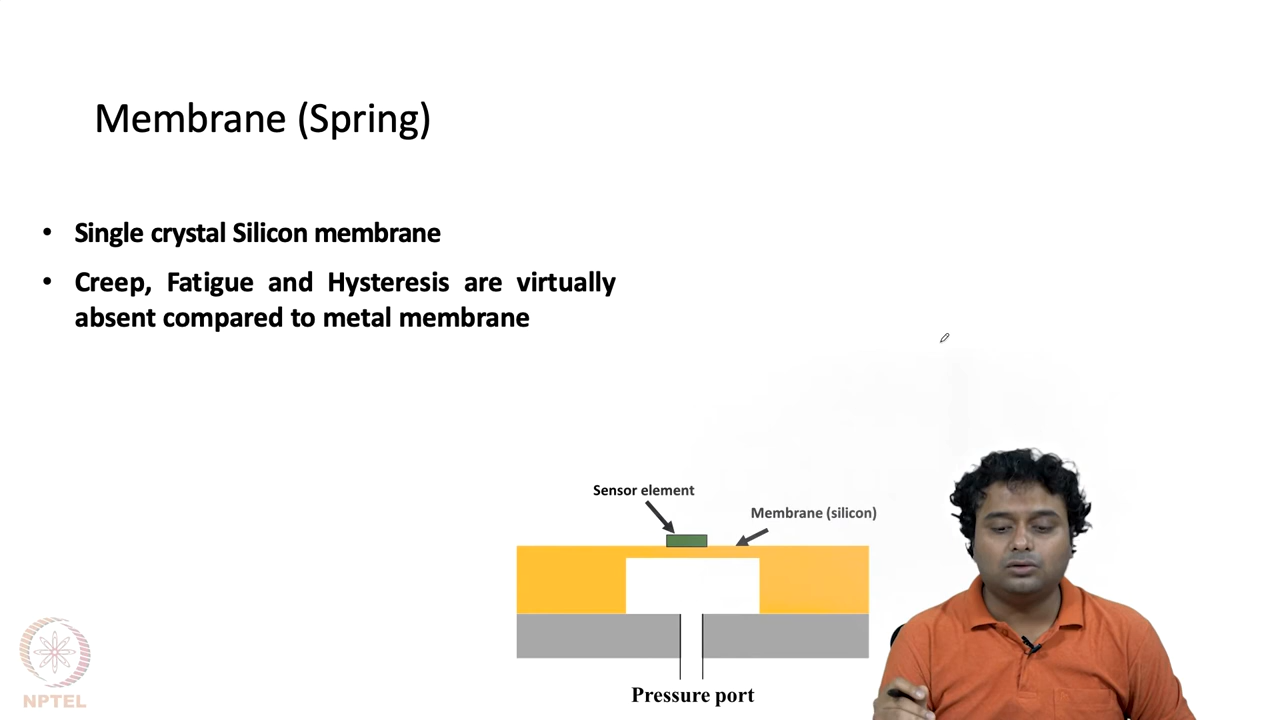 Membrane (Spring)
• Single crystal Silicon membrane
• Creep, Fatigue and Hysteresis are virtually
absent compared to metal membrane
Sensor element
Membrane (silicon)
Pressure port
NPTEL